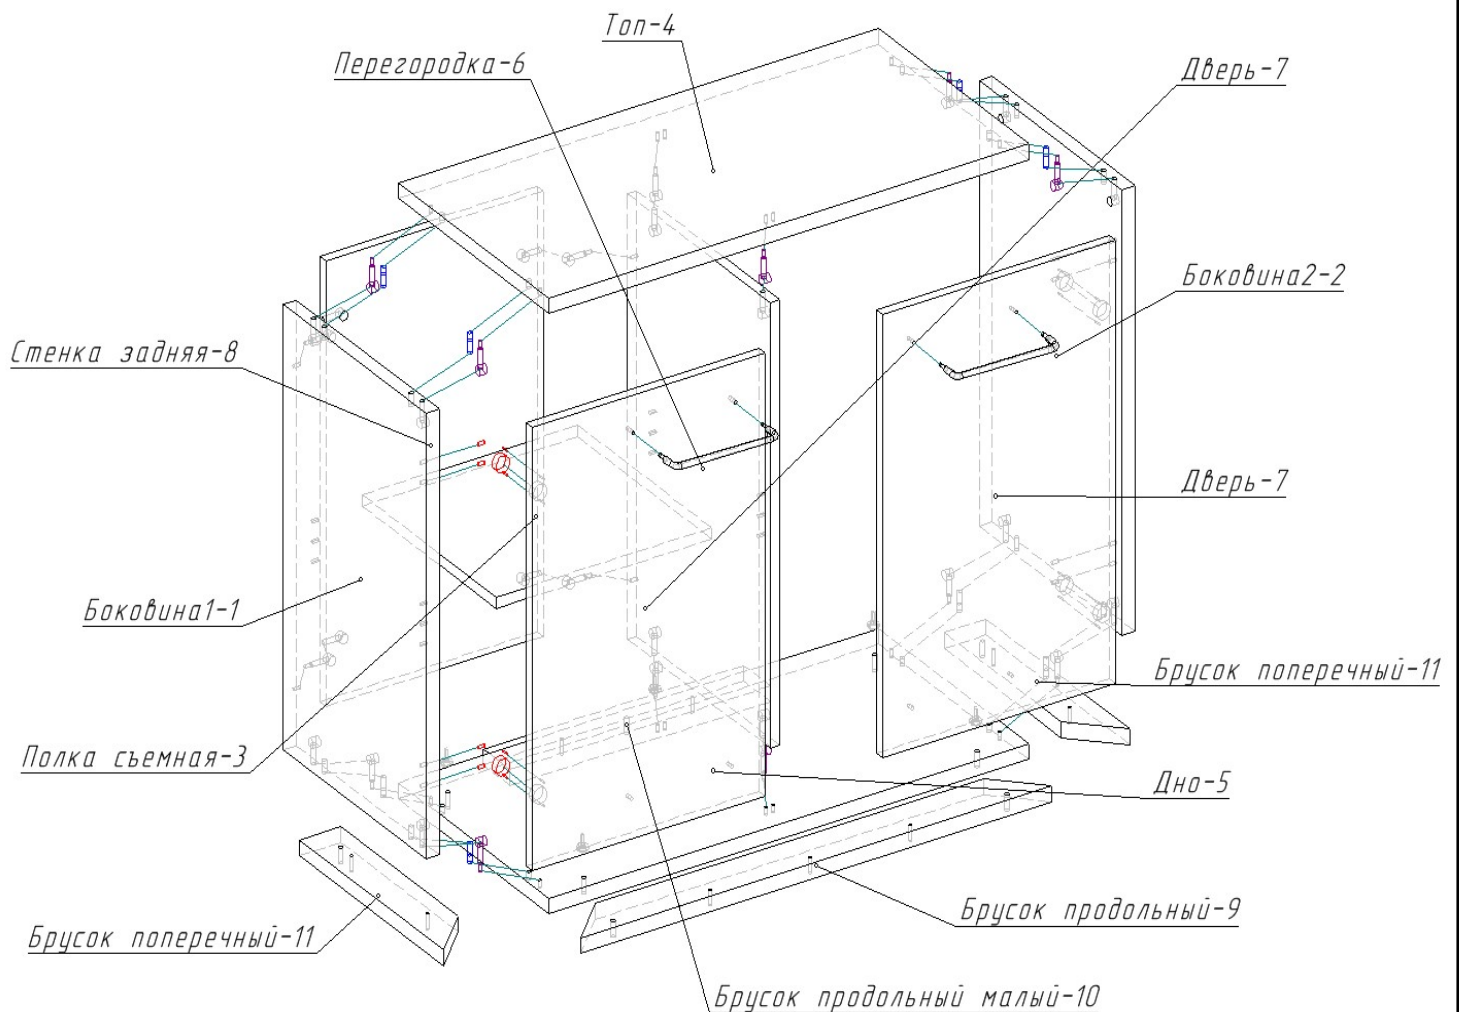 Топ-4
Перегородка-6
Дверь-7
Боковина2-2
Стенка задняя-8
Дверь-7
Боковина1-1
Брусок поперечный-11
Полка съемная-3
Дно-5
Брусок продольный-9
Брусок поперечный-11
Брусок продольный малый-10